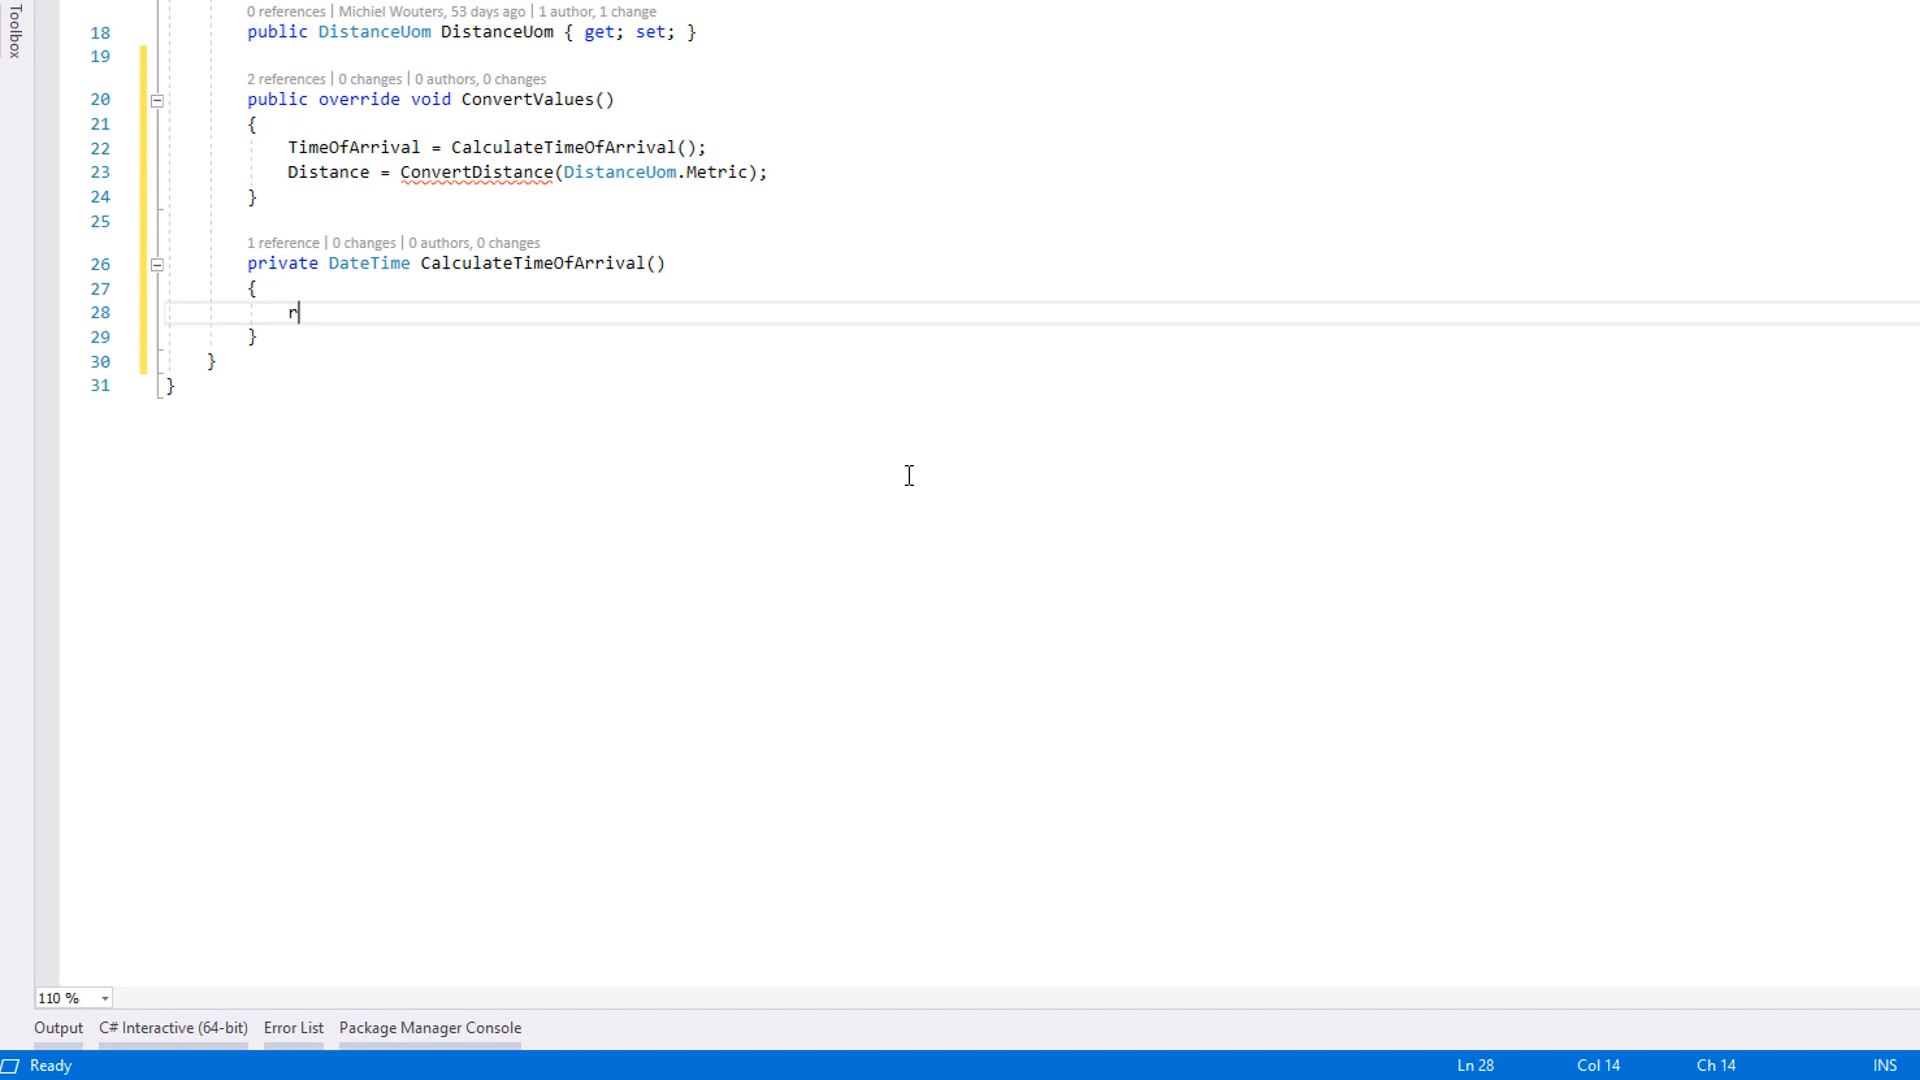 Toolbox
0 references | Michiel Wouters, 53 days ago | 1 author, 1 change
18 public DistanceUom DistanceUom { get; set; }
19
2 references | 0 changes | 0 authors, 0 changes
20 public override void ConvertValues()
21 {
22 TimeOfArrival = CalculateTimeOfArrival();
23 Distance = ConvertDistance(DistanceUom.Metric);
24 }
25
1 reference | 0 changes | 0 authors, 0 changes
26 private DateTime CalculateTimeOfArrival()
27 {
28 r
29 }
30 }
31 }
110 %
Output C# Interactive (64-bit) Error List Package Manager Console
Ready Ln 28 Col 14 Ch 14 INS